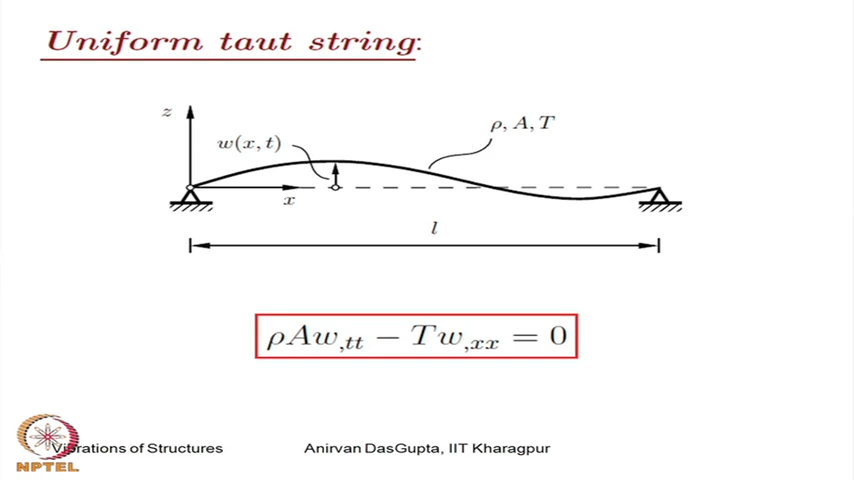 Uniform taut string:
z
w(x, t)
ρ, A, T
x
l
ρAw,tt − Tw,xx = 0
Vibrations of Structures
Anirvan DasGupta, IIT Kharagpur
NPTEL